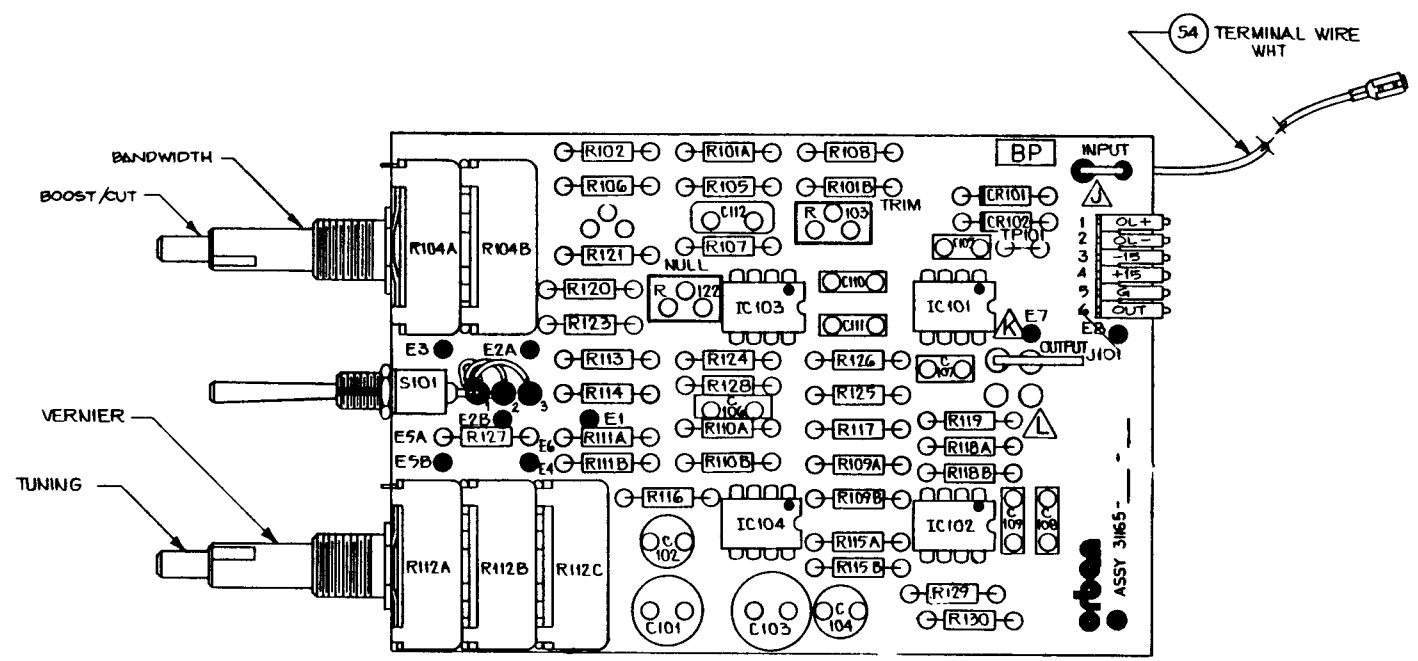 54 TERMINAL WIRE
WHT
BANDWIDTH
BOOST/CUT
VERNIER
TUNING
R102 R101A R108 BP INPUT
R106 R105 R101B CR101 J
C112 R 103 TRIM CR102
R121 R107 C105 TP101
R104A R104B
NULL
R120 R 122 IC103 C110 IC101
R123 C111 K E7 E8
1 OL+
2 OL-
3 -15
4 +15
5 G
6 OUT
E3 E2A R113 R124 R126 C 107 OUTPUT J101
S101 1 2 3 R114 R128 R125
C 106
E2B E1 R110A R117 R119 L
E5A R127 E6 R111A R118A
E5B E4 R111B R110B R109A R118B
R116 R109B
IC104 IC102 C 109 C 108
R112A R112B R112C C 102 R115A
R115B
C101 C103 C 104 R129
R130
orban ASSY 31165-